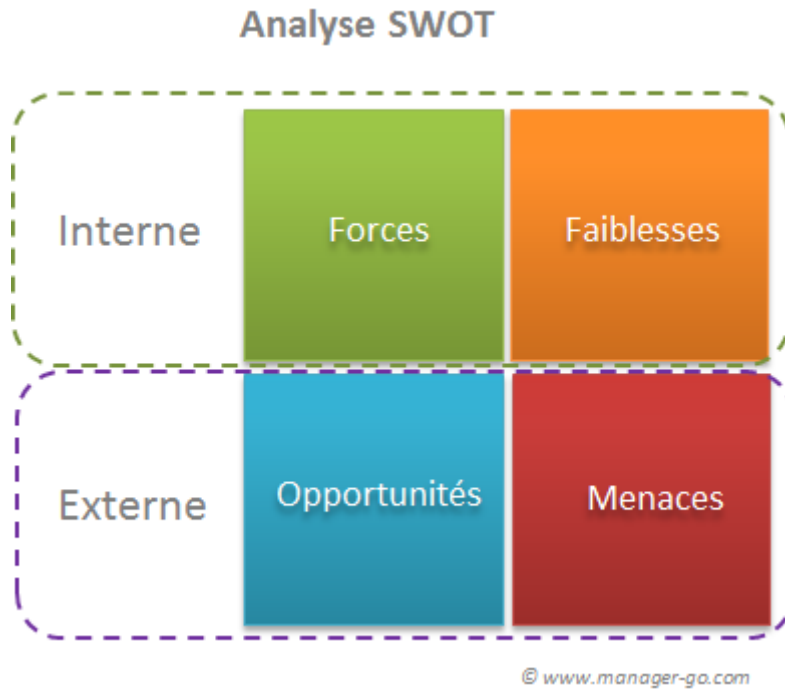 Analyse SWOT
Interne
Forces
Faiblesses
Externe
Opportunités
Menaces
© www.manager-go.com